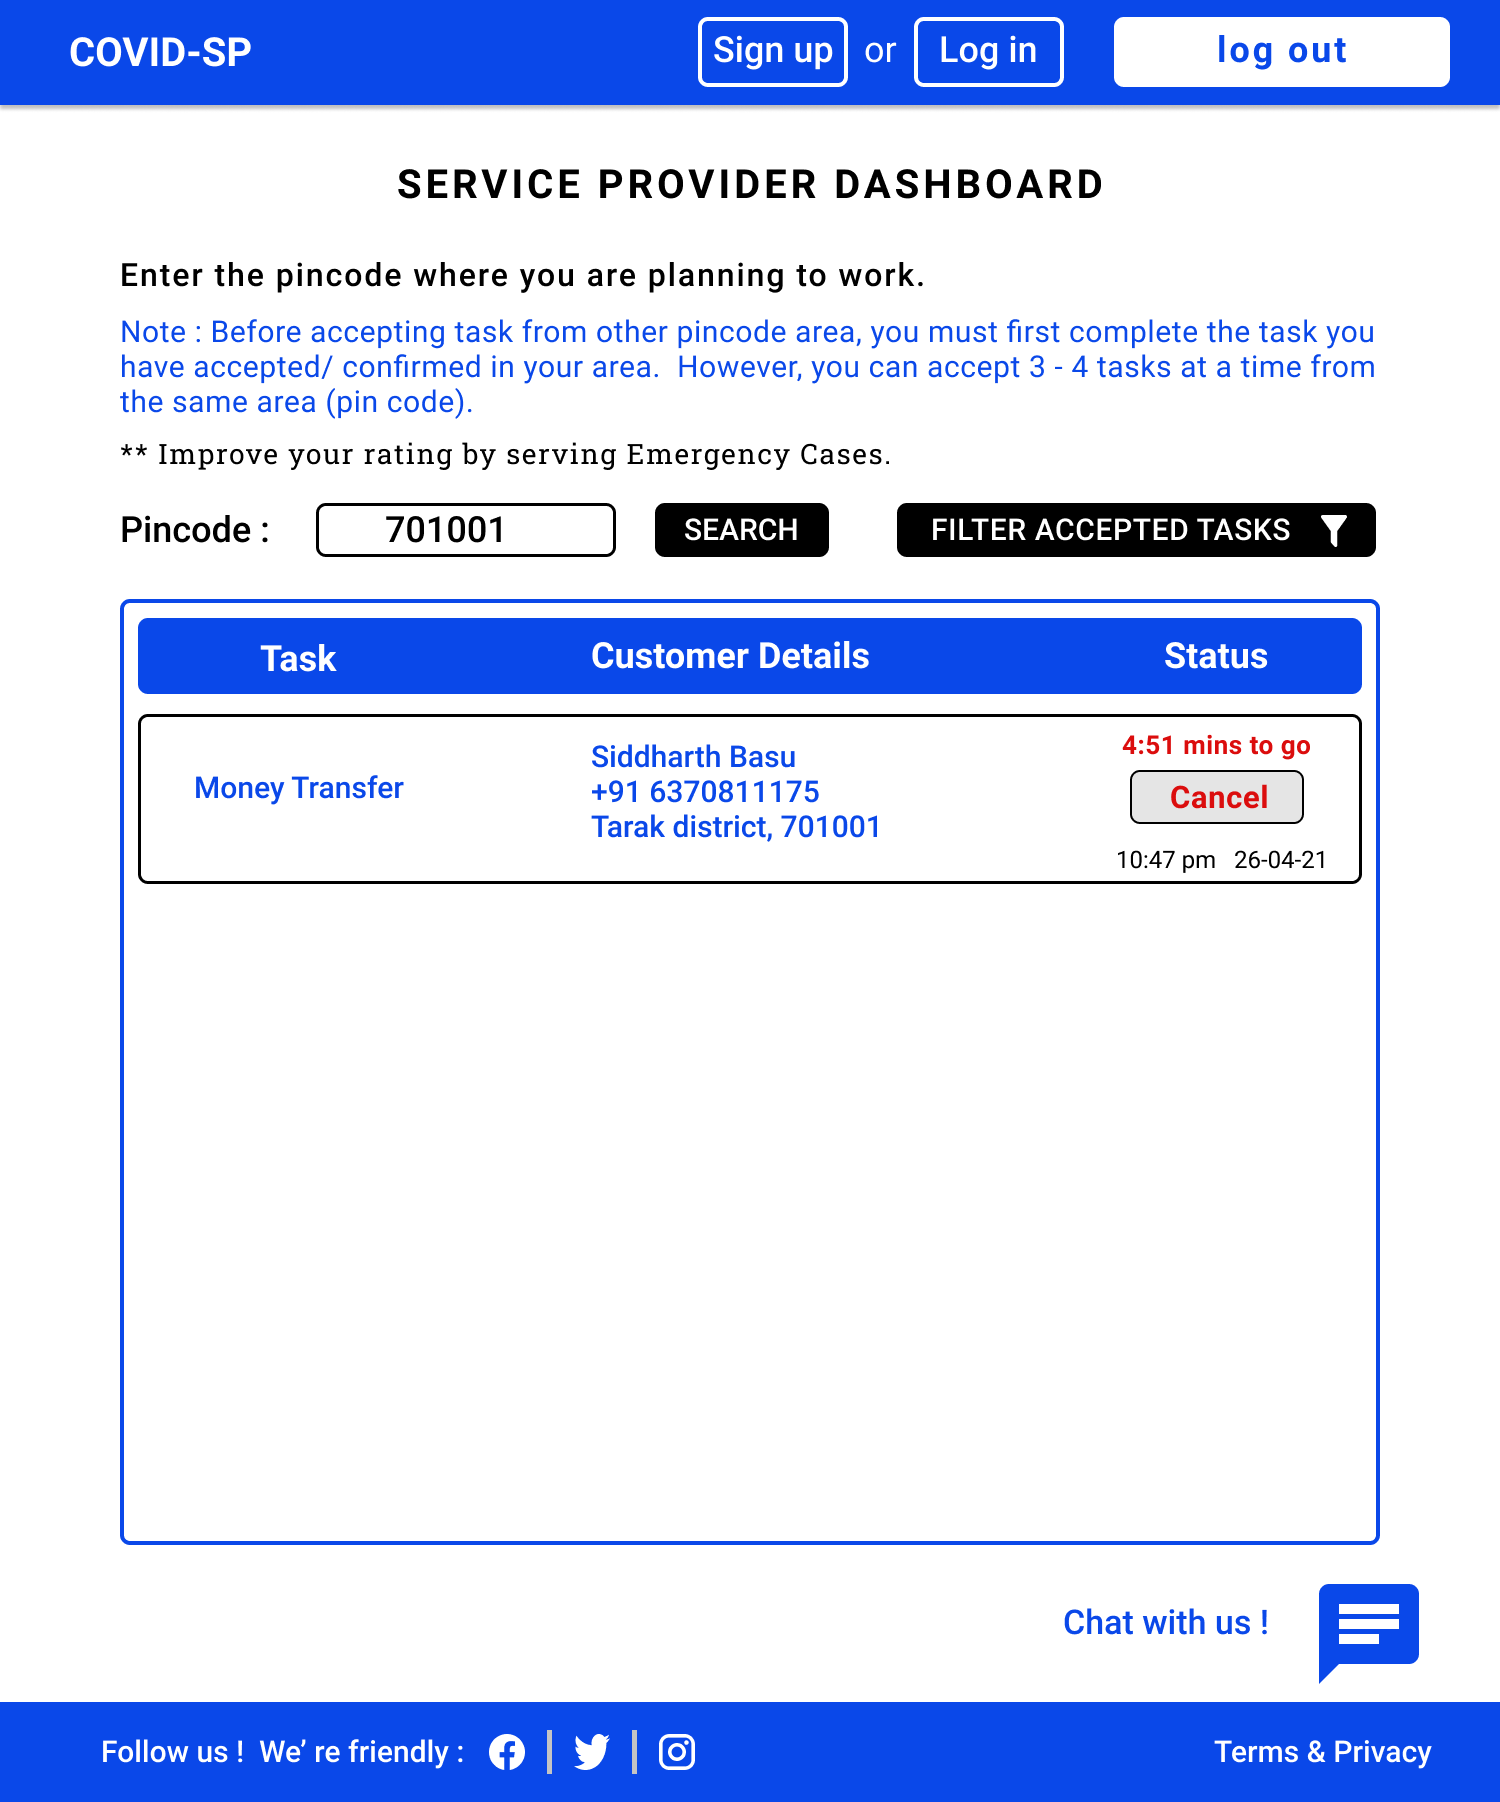 COVID-SP
Sign up or Log in
log out
SERVICE PROVIDER DASHBOARD
Enter the pincode where you are planning to work.
Note : Before accepting task from other pincode area, you must first complete the task you
have accepted/ confirmed in your area.  However, you can accept 3 - 4 tasks at a time from
the same area (pin code).
** Improve your rating by serving Emergency Cases.
Pincode : 701001 SEARCH FILTER ACCEPTED TASKS
Task Customer Details Status
Money Transfer
Siddharth Basu
+91 6370811175
Tarak district, 701001
4:51 mins to go
Cancel
10:47 pm 26-04-21
Chat with us !
Follow us !  We’ re friendly :
Terms & Privacy